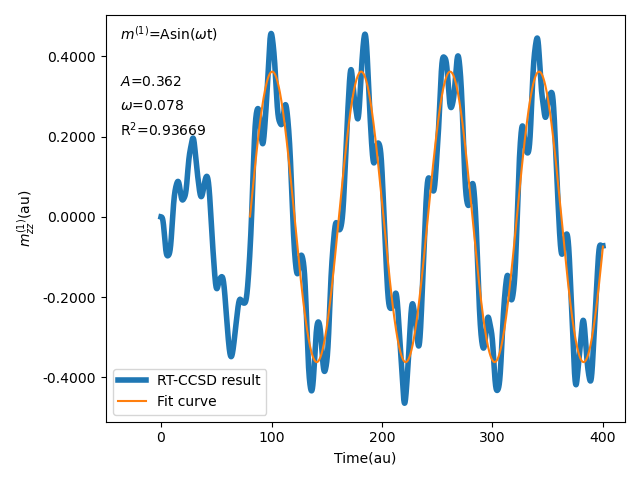 m^(1)=Asin(ωt)
A=0.362
ω=0.078
R²=0.93669
0.4000
0.2000
0.0000
-0.2000
-0.4000
m_zz^(1)(au)
RT-CCSD result
Fit curve
0 100 200 300 400
Time(au)